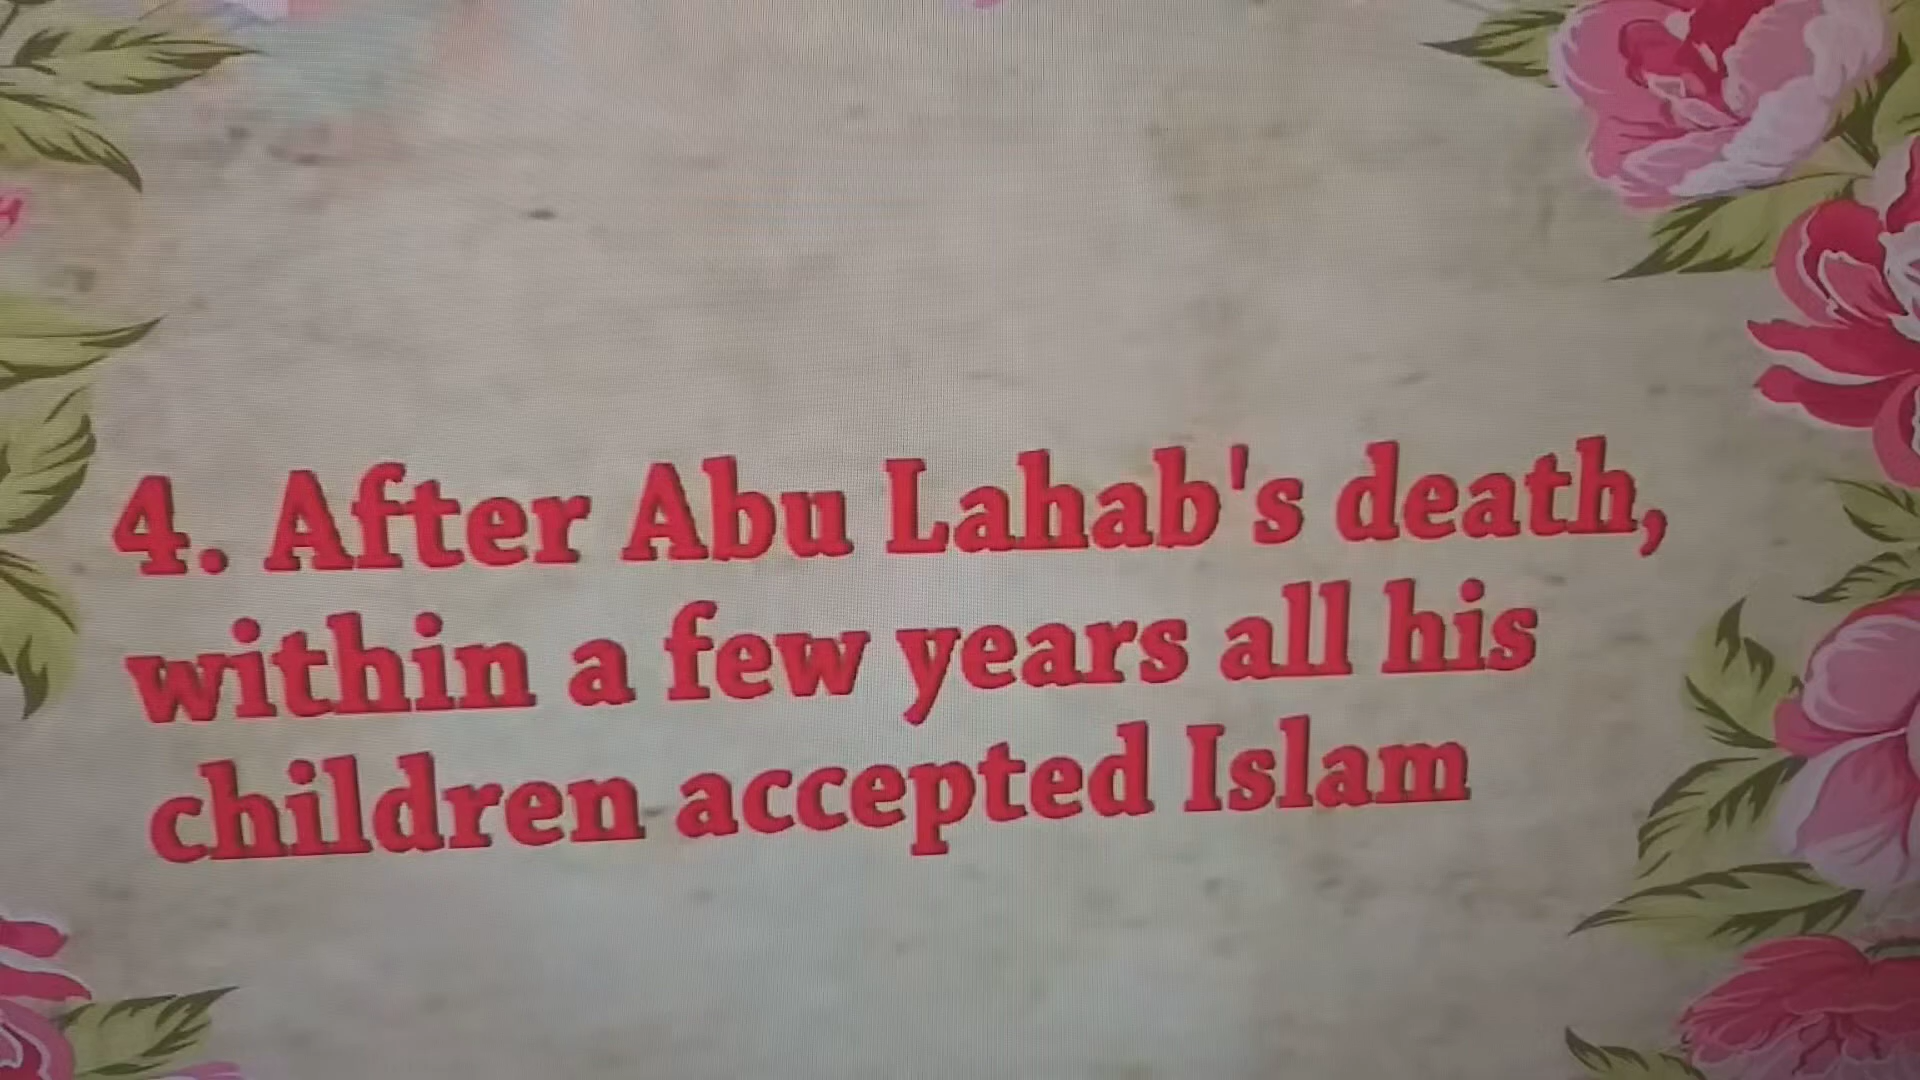 4. After Abu Lahab's death,
within a few years all his
children accepted Islam